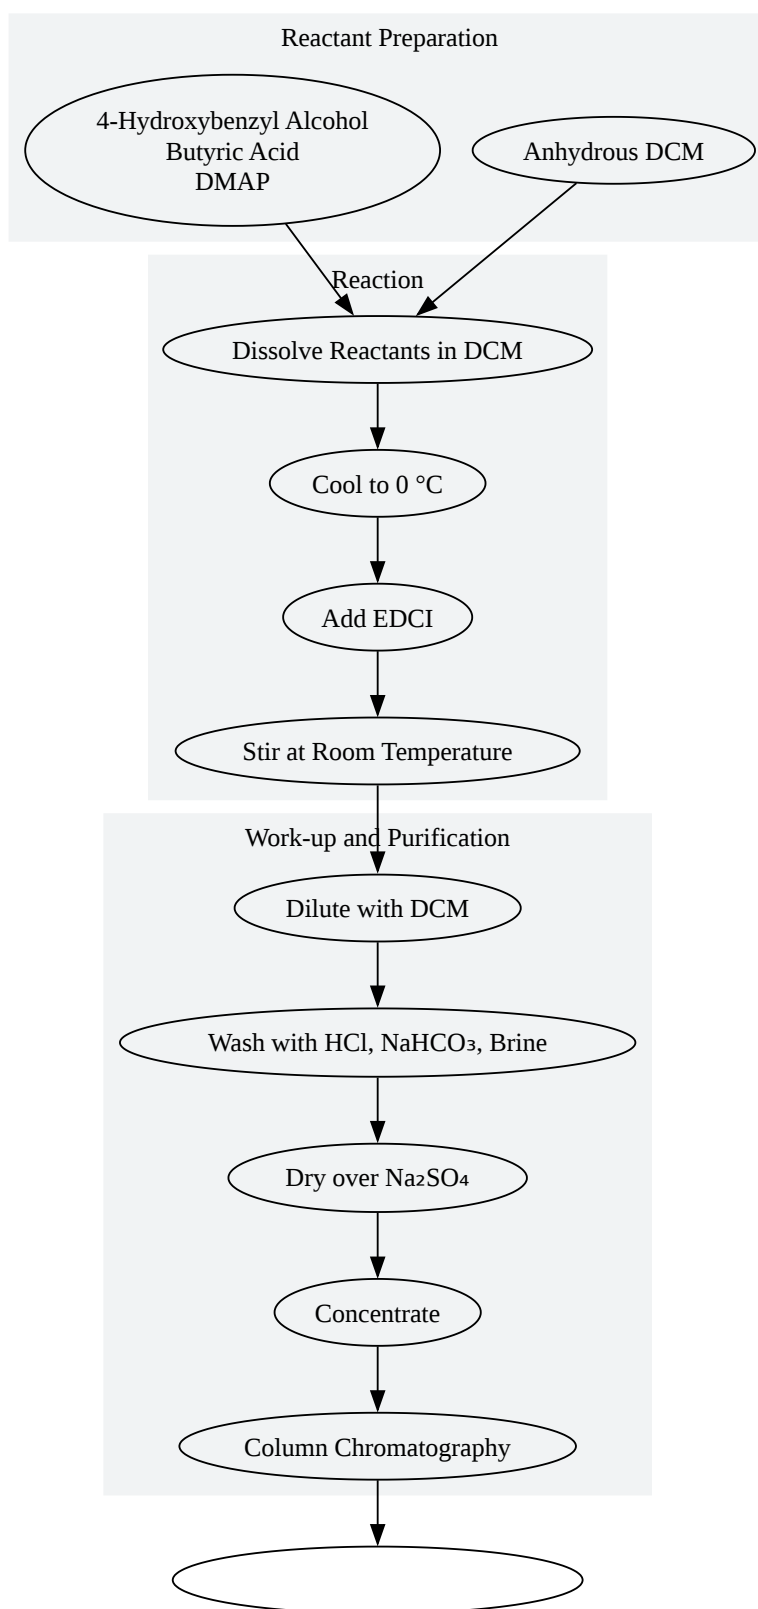 Reactant Preparation
4-Hydroxybenzyl Alcohol
Butyric Acid
DMAP
Anhydrous DCM
Reaction
Dissolve Reactants in DCM
Cool to 0 °C
Add EDCI
Stir at Room Temperature
Work-up and Purification
Dilute with DCM
Wash with HCl, NaHCO₃, Brine
Dry over Na₂SO₄
Concentrate
Column Chromatography